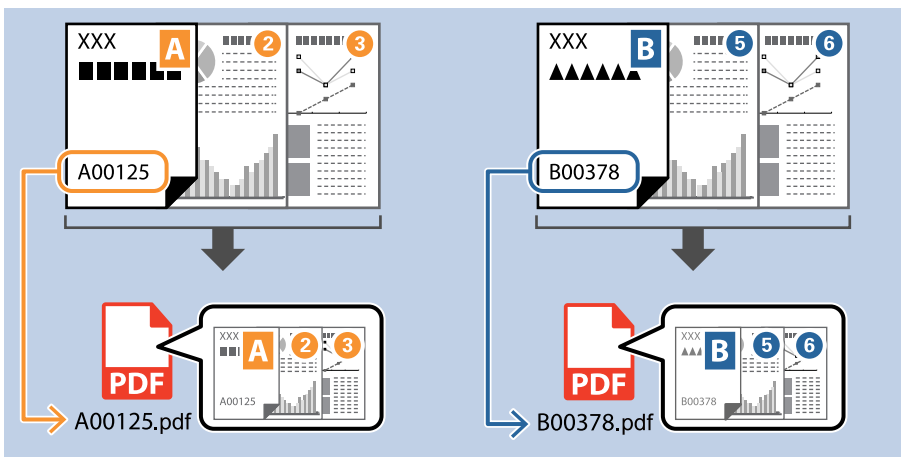 XXX
A
2
3
A00125
XXX
B
5
6
B00378
PDF
XXX
A
2
3
A00125
A00125.pdf
PDF
XXX
B
5
6
B00378
B00378.pdf